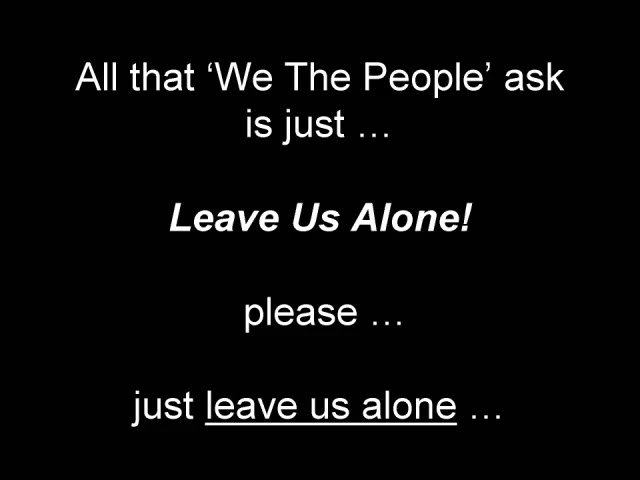 All that ‘We The People’ ask
is just …
Leave Us Alone!
please …
just leave us alone …